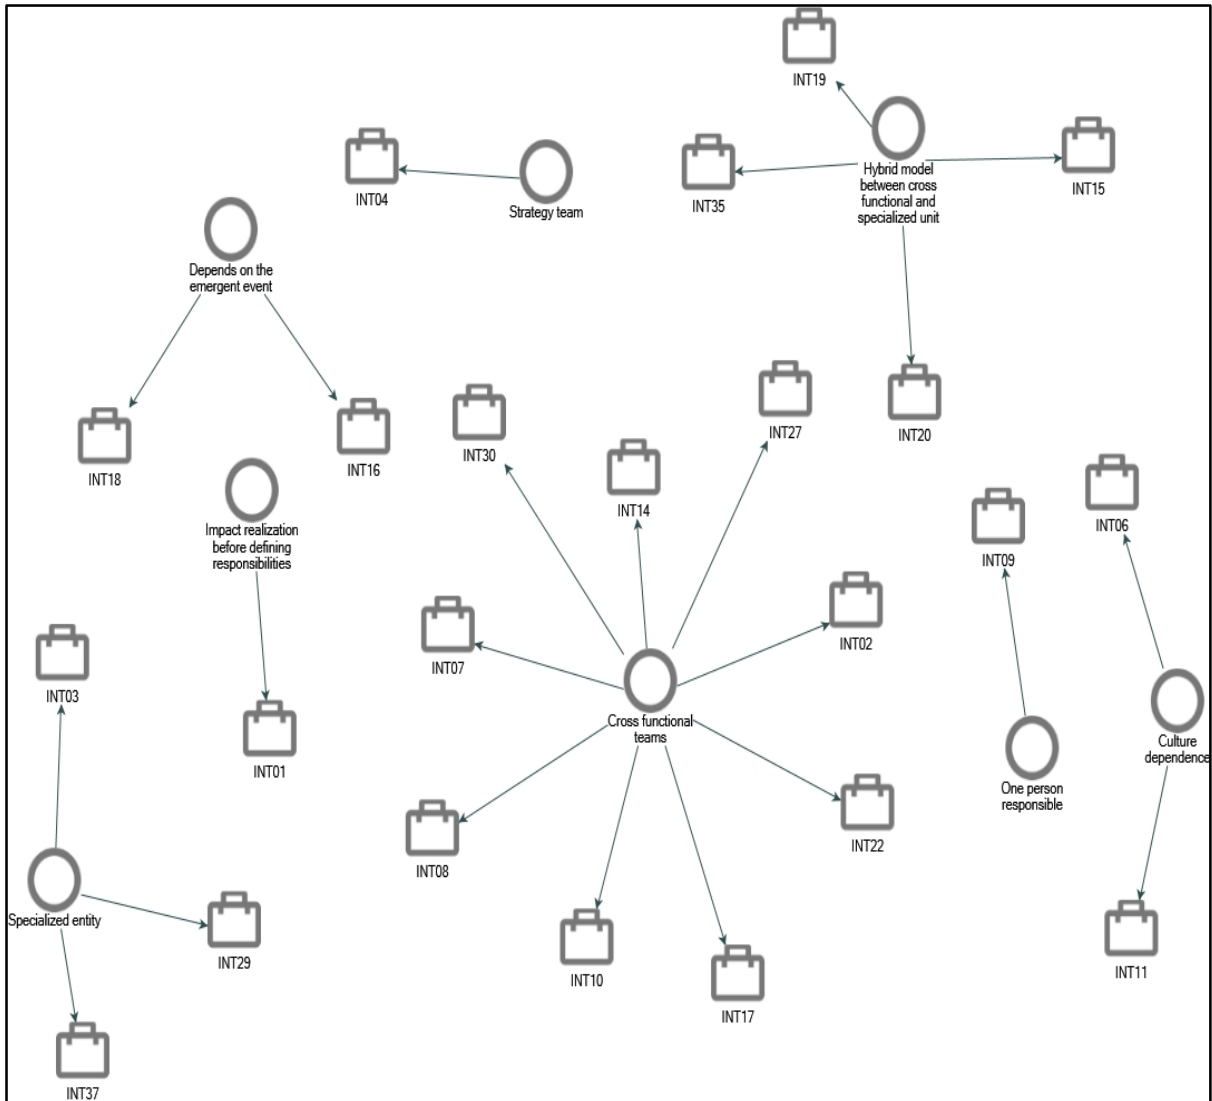 INT19
INT04
Strategy team
INT35
Hybrid model
between cross
functional and
specialized unit
INT15
Depends on the
emergent event
INT18
INT16
INT30
INT14
INT27
INT20
Impact realization
before defining
responsibilities
INT09
INT06
INT03
INT01
INT07
INT02
Cross functional
teams
Culture
dependence
One person
responsible
INT08
INT22
Specialized entity
INT29
INT10
INT17
INT11
INT37